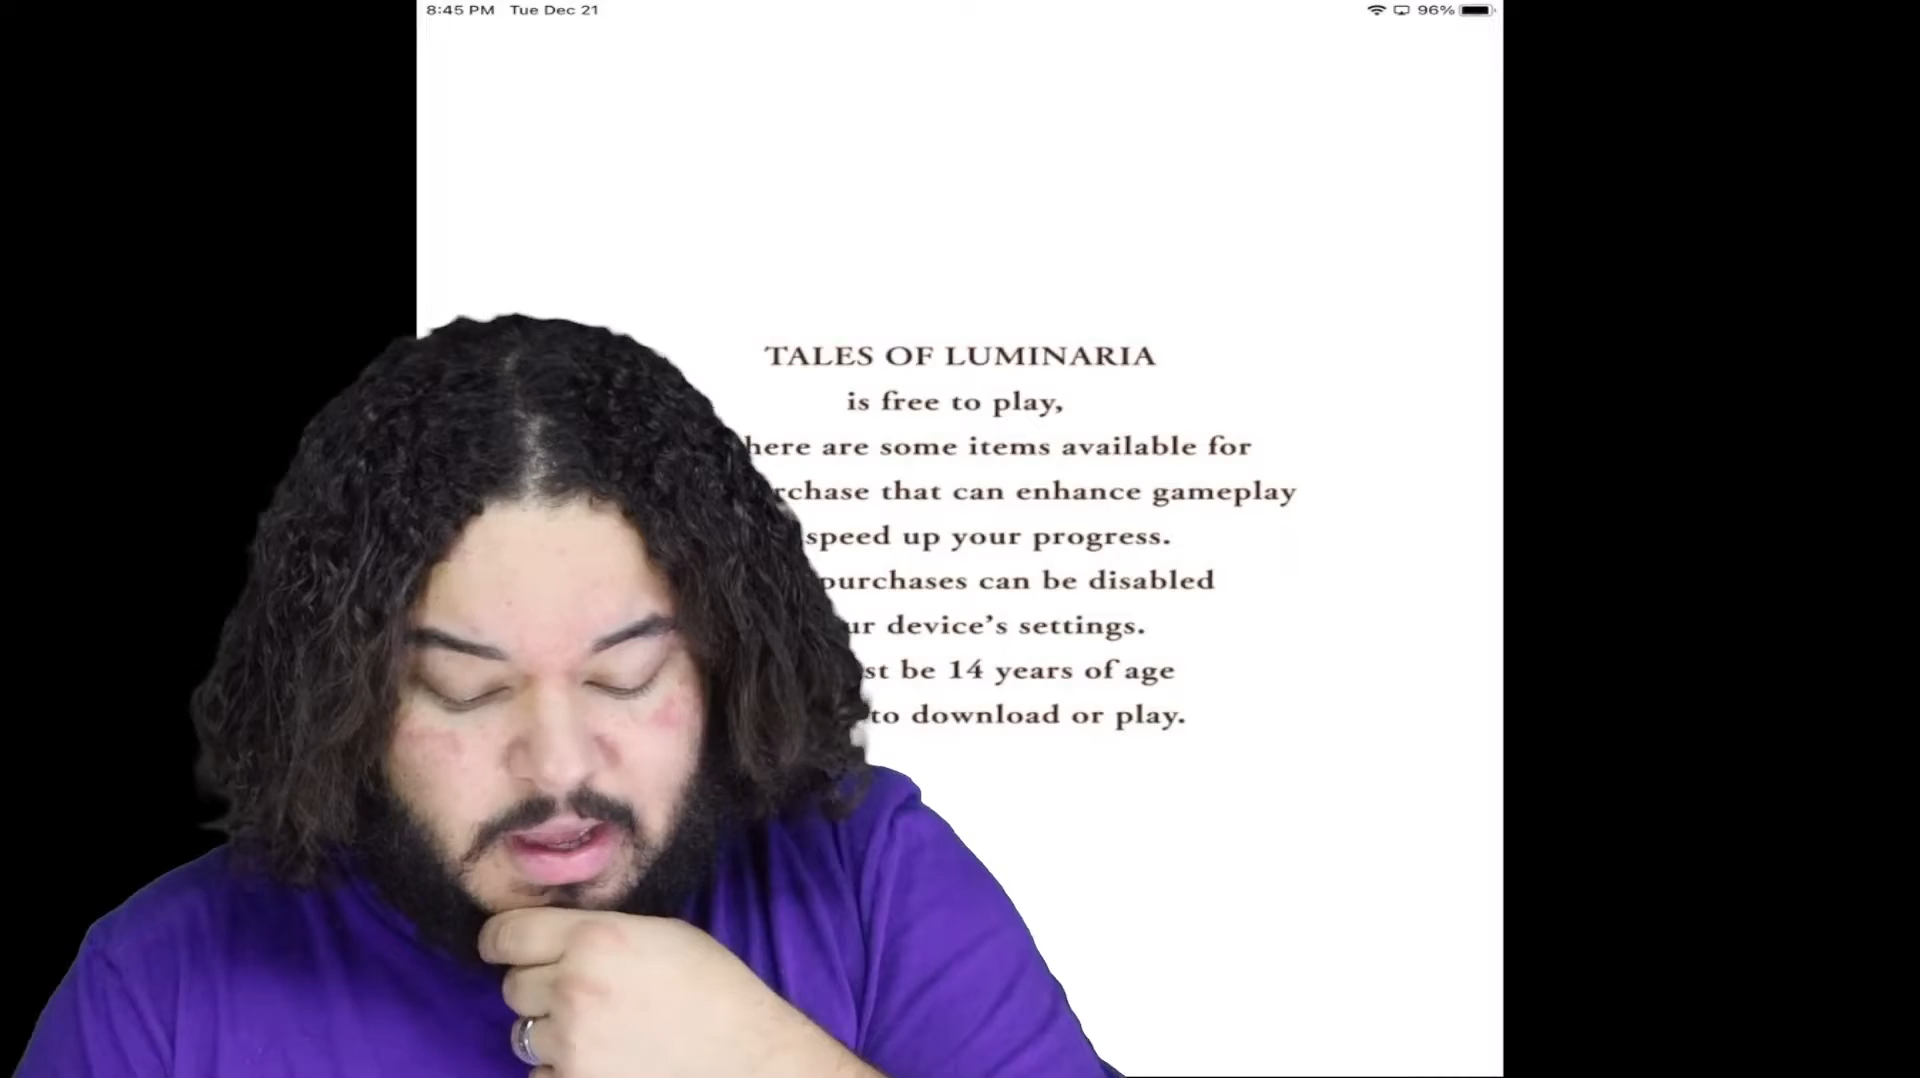 8:45 PM Tue Dec 21
96%
TALES OF LUMINARIA
is free to play,
here are some items available for
rchase that can enhance gameplay
speed up your progress.
purchases can be disabled
ur device's settings.
st be 14 years of age
to download or play.